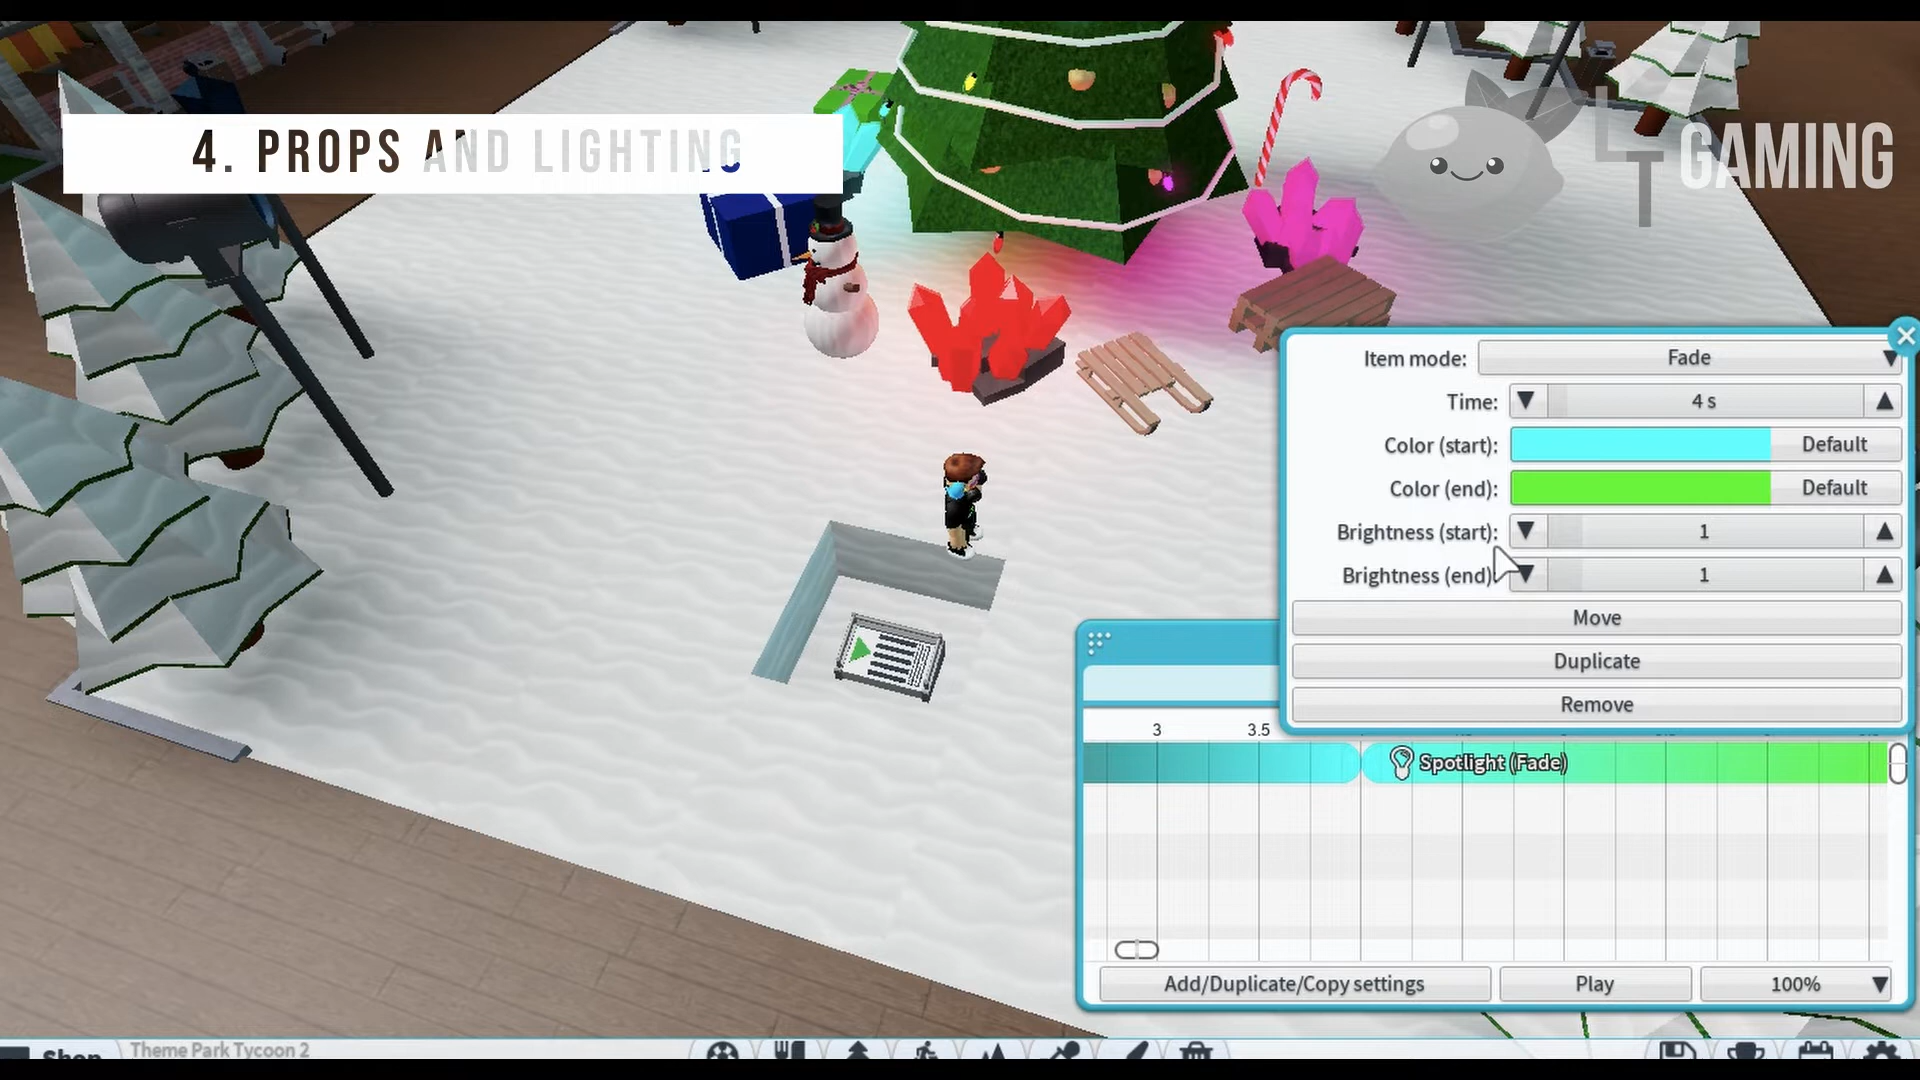 4. PROPS AND LIGHTING
LT GAMING
Item mode: Fade
Time: 4 s
Color (start): Default
Color (end): Default
Brightness (start): 1
Brightness (end): 1
Move
Duplicate
Remove
3 3.5
Spotlight (Fade)
Add/Duplicate/Copy settings Play 100%
Shop Theme Park Tycoon 2